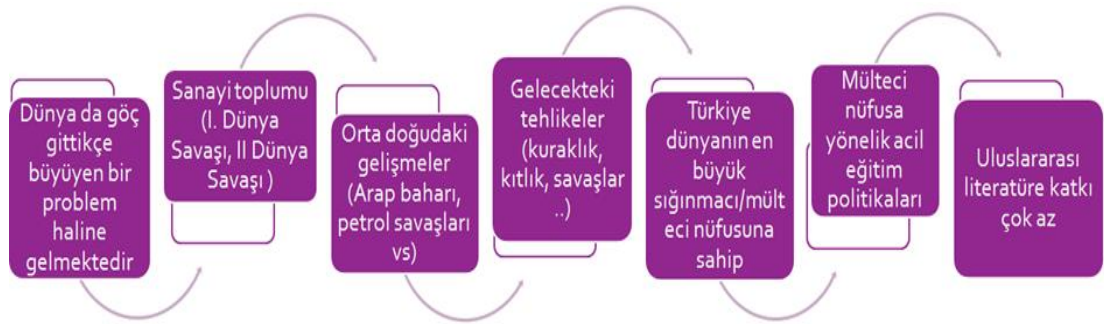 Dünya da göç
gittikçe
büyüyen bir
problem
haline
gelmektedir
Sanayi toplumu
(I. Dünya
Savaşı, II Dünya
Savaşı )
Orta doğudaki
gelişmeler
(Arap baharı,
petrol savaşları
vs)
Gelecekteki
tehlikeler
(kuraklık,
kıtlık, savaşlar
..)
Türkiye
dünyanın en
büyük
sığınmacı/mült
eci nüfusuna
sahip
Mülteci
nüfusa
yönelik acil
eğitim
politikaları
Uluslararası
literatüre katkı
çok az